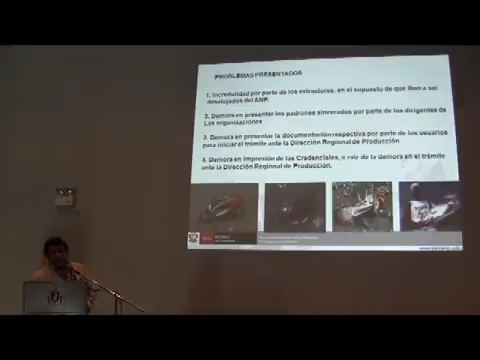 PROBLEMAS PRESENTADOS
1. Incredulidad por parte de los extractores, en el supuesto de que iban a ser
desalojados del ANP.
2. Demora en presentar los padrones sincerados por parte de los dirigentes de
Las organizaciones
3. Demora en presentar la documentación respectiva por parte de los usuarios
para iniciar el trámite ante la Dirección Regional de Producción
4. Demora en impresión de las Credenciales, a raíz de la demora en el trámite
ante la Dirección Regional de Producción.